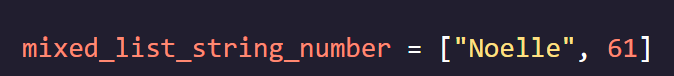 mixed_list_string_number = ["Noelle", 61]